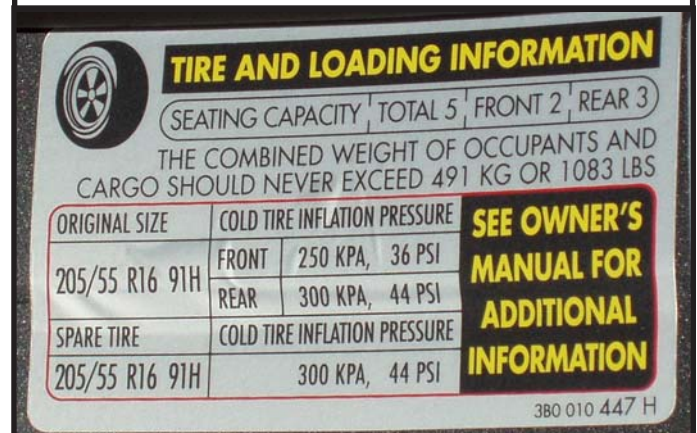 TIRE AND LOADING INFORMATION
SEATING CAPACITY TOTAL 5 FRONT 2 REAR 3
THE COMBINED WEIGHT OF OCCUPANTS AND
CARGO SHOULD NEVER EXCEED 491 KG OR 1083 LBS
ORIGINAL SIZE COLD TIRE INFLATION PRESSURE
205/55 R16 91H
FRONT 250 KPA, 36 PSI
REAR 300 KPA, 44 PSI
SPARE TIRE COLD TIRE INFLATION PRESSURE
205/55 R16 91H 300 KPA, 44 PSI
SEE OWNER'S
MANUAL FOR
ADDITIONAL
INFORMATION
3B0 010 447 H